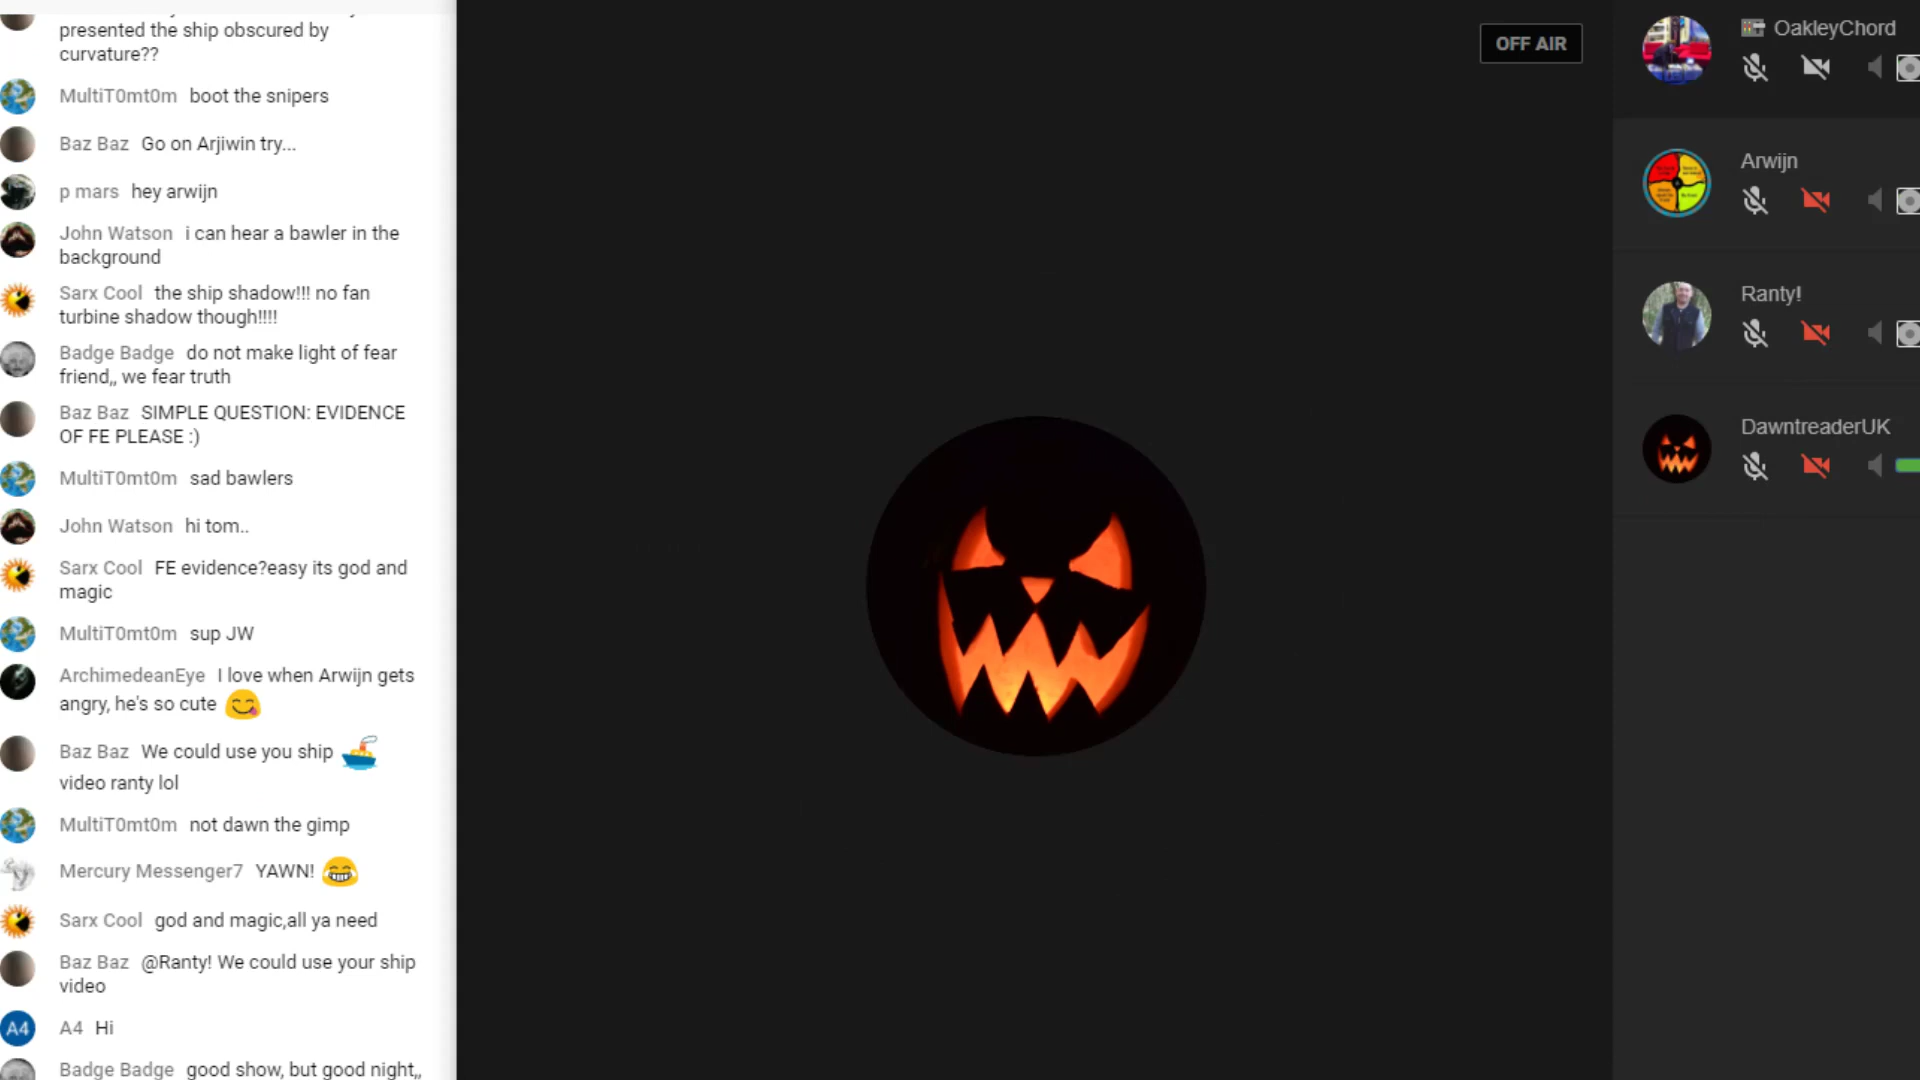 presented the ship obscured by
curvature??
MultiT0mt0m boot the snipers
Baz Baz Go on Arjiwin try...
p mars hey arwijn
John Watson i can hear a bawler in the
background
Sarx Cool the ship shadow!!! no fan
turbine shadow though!!!!
Badge Badge do not make light of fear
friend,, we fear truth
Baz Baz SIMPLE QUESTION: EVIDENCE
OF FE PLEASE :)
MultiT0mt0m sad bawlers
John Watson hi tom..
Sarx Cool FE evidence?easy its god and
magic
MultiT0mt0m sup JW
ArchimedeanEye I love when Arwijn gets
angry, he's so cute 😋
Baz Baz We could use you ship 🚢
video ranty lol
MultiT0mt0m not dawn the gimp
Mercury Messenger7 YAWN! 😂
Sarx Cool god and magic,all ya need
Baz Baz @Ranty! We could use your ship
video
A4 A4 Hi
Badge Badge good show, but good night,,
OFF AIR
OakleyChord
Arwijn
Ranty!
DawntreaderUK